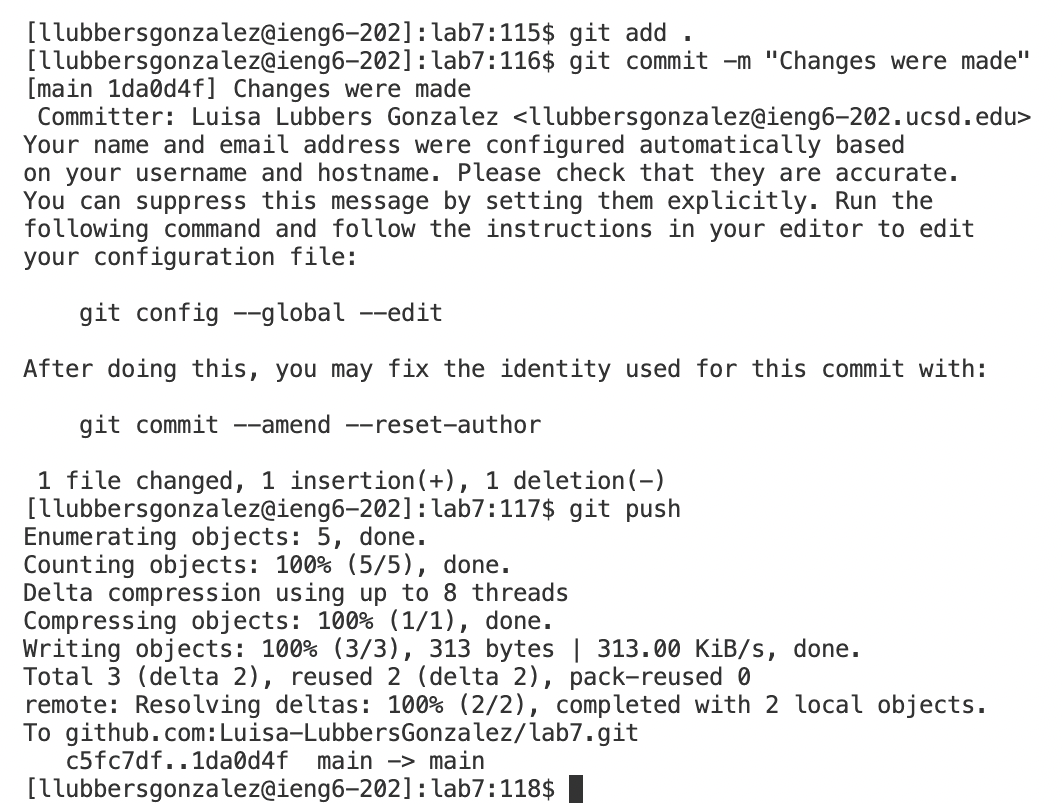 [llubbersgonzalez@ieng6-202]:lab7:115$ git add .
[llubbersgonzalez@ieng6-202]:lab7:116$ git commit -m "Changes were made"
[main 1da0d4f] Changes were made
 Committer: Luisa Lubbers Gonzalez <llubbersgonzalez@ieng6-202.ucsd.edu>
Your name and email address were configured automatically based
on your username and hostname. Please check that they are accurate.
You can suppress this message by setting them explicitly. Run the
following command and follow the instructions in your editor to edit
your configuration file:

    git config --global --edit

After doing this, you may fix the identity used for this commit with:

    git commit --amend --reset-author

 1 file changed, 1 insertion(+), 1 deletion(-)
[llubbersgonzalez@ieng6-202]:lab7:117$ git push
Enumerating objects: 5, done.
Counting objects: 100% (5/5), done.
Delta compression using up to 8 threads
Compressing objects: 100% (1/1), done.
Writing objects: 100% (3/3), 313 bytes | 313.00 KiB/s, done.
Total 3 (delta 2), reused 2 (delta 2), pack-reused 0
remote: Resolving deltas: 100% (2/2), completed with 2 local objects.
To github.com:Luisa-LubbersGonzalez/lab7.git
   c5fc7df..1da0d4f  main -> main
[llubbersgonzalez@ieng6-202]:lab7:118$